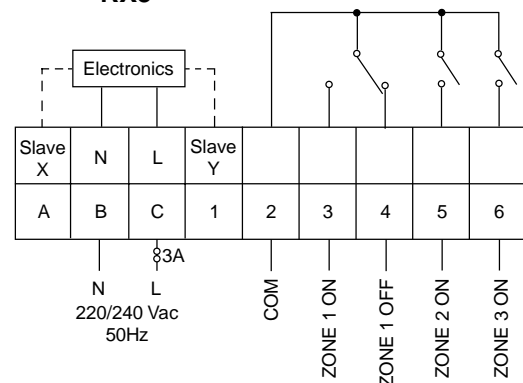 Electronics
Slave X
N
L
Slave Y
A
B
C
1
2
3
4
5
6
3A
N
L
220/240 Vac
50Hz
COM
ZONE 1 ON
ZONE 1 OFF
ZONE 2 ON
ZONE 3 ON